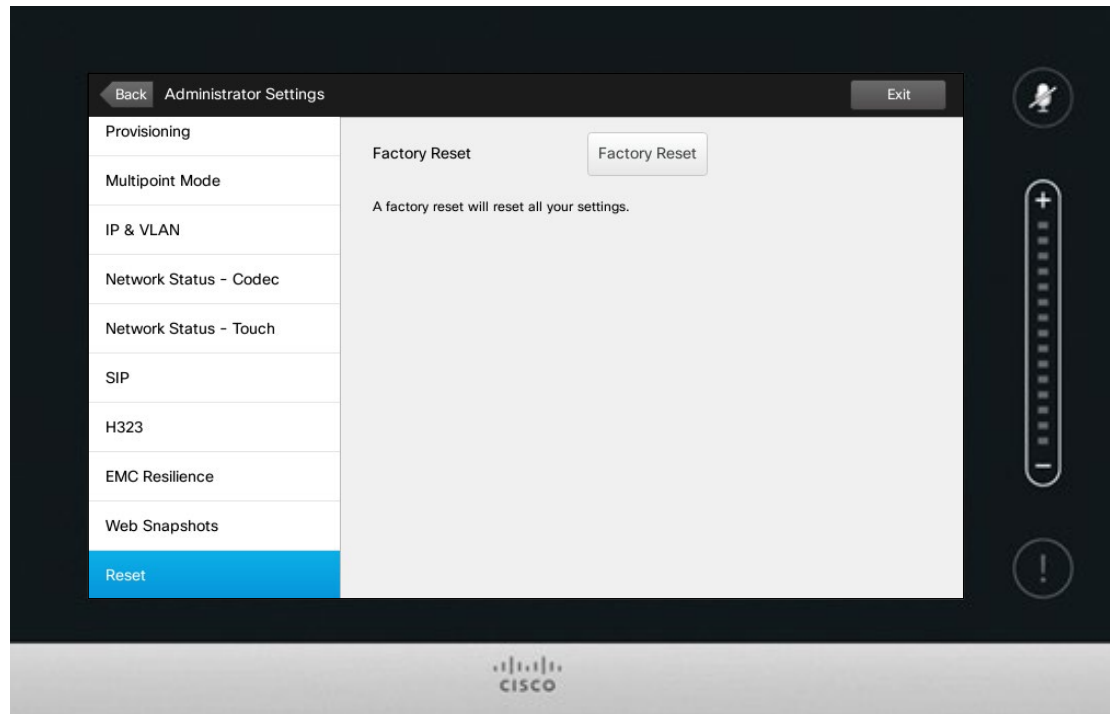 Back
Administrator Settings
Exit
Provisioning
Multipoint Mode
IP & VLAN
Network Status - Codec
Network Status - Touch
SIP
H323
EMC Resilience
Web Snapshots
Reset
Factory Reset
Factory Reset
A factory reset will reset all your settings.
+
−
!
CISCO